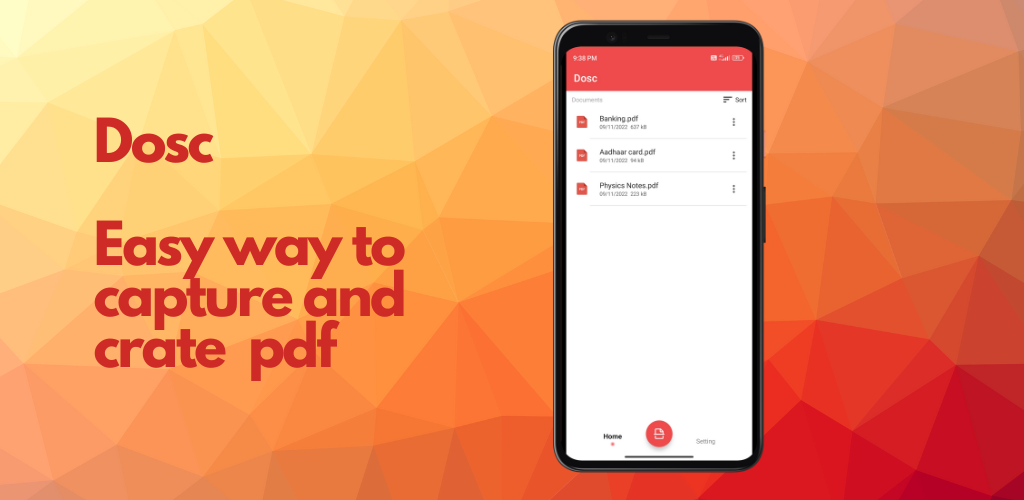 Dosc
Easy way to
capture and
crate pdf
9:38 PM
Dosc
Documents
Sort
Banking.pdf
09/11/2022 637 kB
Aadhaar card.pdf
09/11/2022 94 kB
Physics Notes.pdf
09/11/2022 223 kB
Home
Setting